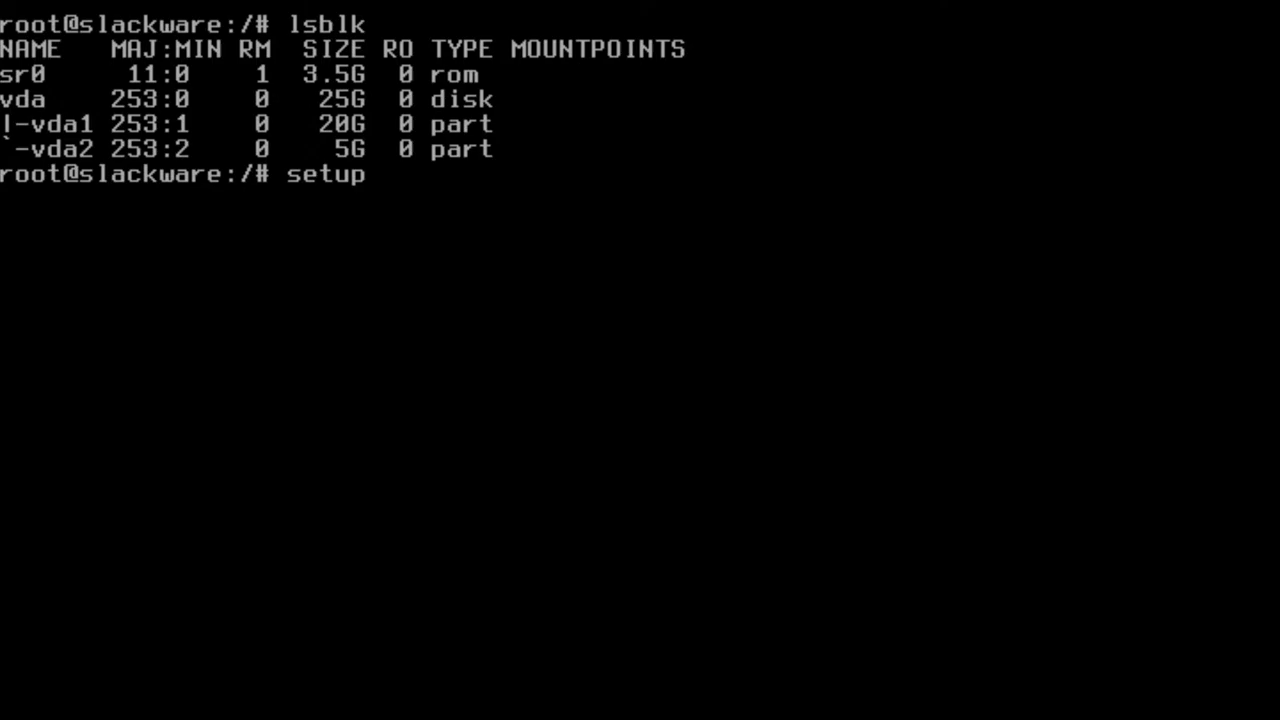 root@slackware:/# lsblk
NAME   MAJ:MIN RM  SIZE RO TYPE MOUNTPOINTS
sr0     11:0    1  3.5G  0 rom
vda    253:0    0   25G  0 disk
|-vda1 253:1    0   20G  0 part
`-vda2 253:2    0    5G  0 part
root@slackware:/# setup